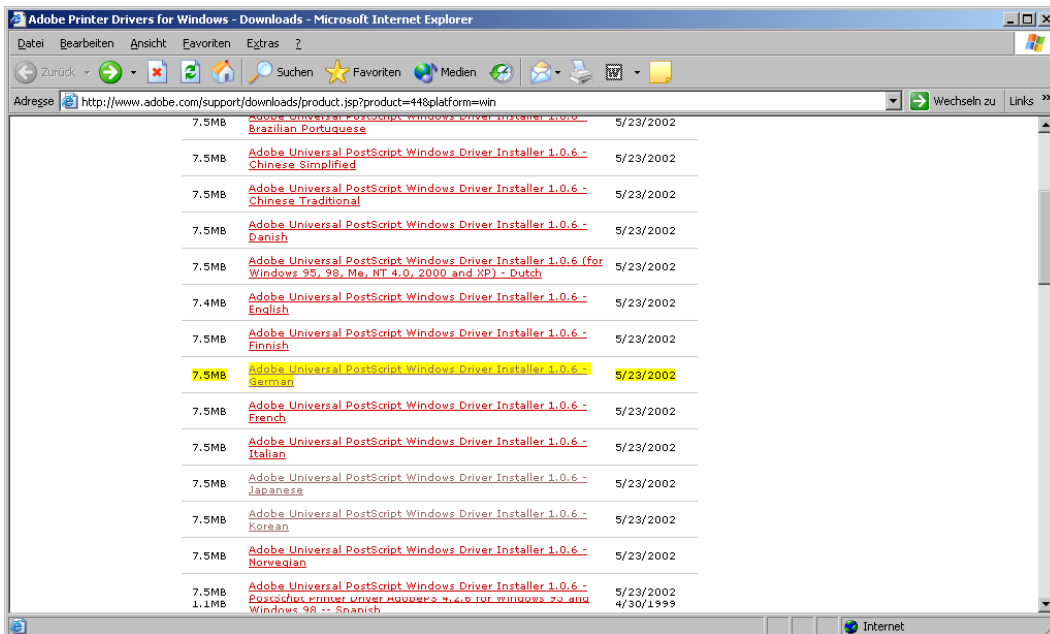 Adobe Printer Drivers for Windows - Downloads - Microsoft Internet Explorer
Datei Bearbeiten Ansicht Favoriten Extras ?
Zurück Suchen Favoriten Medien
Adresse http://www.adobe.com/support/downloads/product.jsp?product=44&platform=win Wechseln zu Links »
7.5MB Adobe Universal PostScript Windows Driver Installer 1.0.6 - 5/23/2002
Brazilian Portuguese
7.5MB Adobe Universal PostScript Windows Driver Installer 1.0.6 - 5/23/2002
Chinese Simplified
7.5MB Adobe Universal PostScript Windows Driver Installer 1.0.6 - 5/23/2002
Chinese Traditional
7.5MB Adobe Universal PostScript Windows Driver Installer 1.0.6 - 5/23/2002
Danish
7.5MB Adobe Universal PostScript Windows Driver Installer 1.0.6 (for 5/23/2002
Windows 95, 98, Me, NT 4.0, 2000 and XP) - Dutch
7.4MB Adobe Universal PostScript Windows Driver Installer 1.0.6 - 5/23/2002
English
7.5MB Adobe Universal PostScript Windows Driver Installer 1.0.6 - 5/23/2002
Finnish
7.5MB Adobe Universal PostScript Windows Driver Installer 1.0.6 - 5/23/2002
German
7.5MB Adobe Universal PostScript Windows Driver Installer 1.0.6 - 5/23/2002
French
7.5MB Adobe Universal PostScript Windows Driver Installer 1.0.6 - 5/23/2002
Italian
7.5MB Adobe Universal PostScript Windows Driver Installer 1.0.6 - 5/23/2002
Japanese
7.5MB Adobe Universal PostScript Windows Driver Installer 1.0.6 - 5/23/2002
Korean
7.5MB Adobe Universal PostScript Windows Driver Installer 1.0.6 - 5/23/2002
Norwegian
7.5MB Adobe Universal PostScript Windows Driver Installer 1.0.6 - 5/23/2002
1.1MB PostScript Printer Driver AdobePS 4.2.6 for Windows 95 and 4/30/1999
Windows 98 -- Spanish
Internet